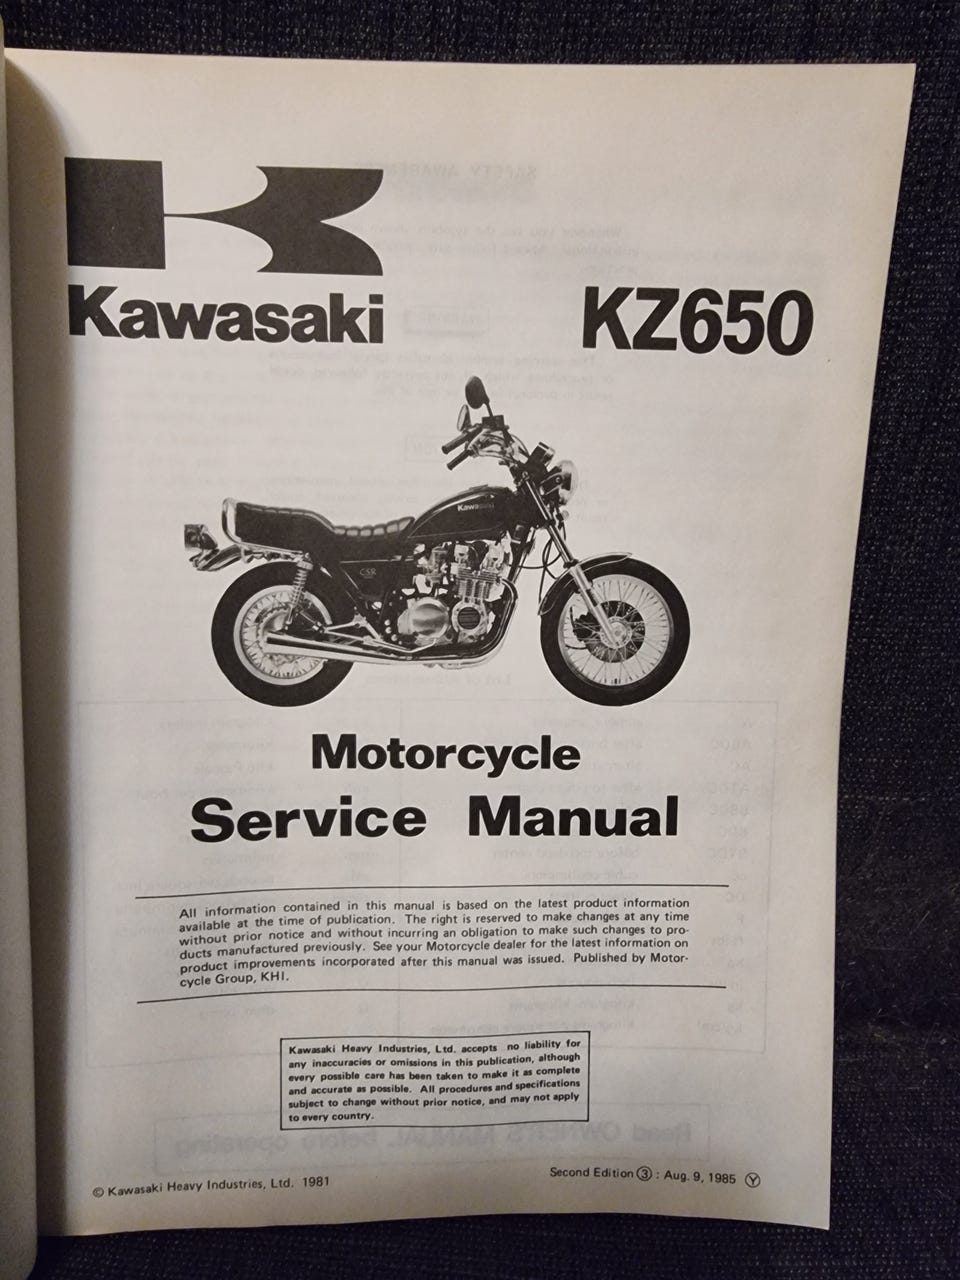 Kawasaki
KZ650
Kawasaki
CSR
Motorcycle
Service Manual
All information contained in this manual is based on the latest product information
available at the time of publication. The right is reserved to make changes at any time
without prior notice and without incurring an obligation to make such changes to pro-
ducts manufactured previously. See your Motorcycle dealer for the latest information on
product improvements incorporated after this manual was issued. Published by Motor-
cycle Group, KHI.
Kawasaki Heavy Industries, Ltd. accepts no liability for
any inaccuracies or omissions in this publication, although
every possible care has been taken to make it as complete
and accurate as possible. All procedures and specifications
subject to change without prior notice, and may not apply
to every country.
© Kawasaki Heavy Industries, Ltd. 1981
Second Edition ③ : Aug. 9, 1985 Ⓨ